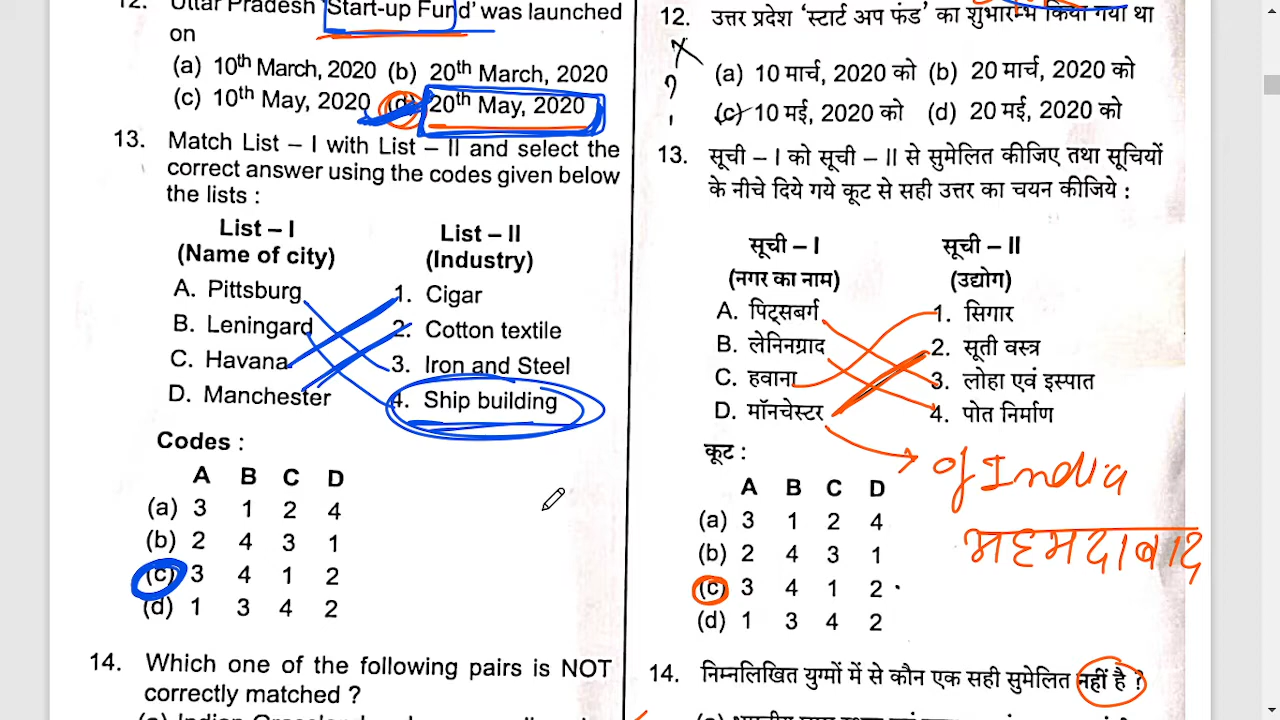 12. Uttar Pradesh 'Start-up Fund' was launched
on
(a) 10th March, 2020 (b) 20th March, 2020
(c) 10th May, 2020 (d) 20th May, 2020
13. Match List – I with List – II and select the
correct answer using the codes given below
the lists :
List – I List – II
(Name of city) (Industry)
A. Pittsburg 1. Cigar
B. Leningard 2. Cotton textile
C. Havana 3. Iron and Steel
D. Manchester 4. Ship building
Codes :
A B C D
(a) 3 1 2 4
(b) 2 4 3 1
(c) 3 4 1 2
(d) 1 3 4 2
14. Which one of the following pairs is NOT
correctly matched ?
12. उत्तर प्रदेश 'स्टार्ट अप फंड' का शुभारम्भ किया गया था
(a) 10 मार्च, 2020 को (b) 20 मार्च, 2020 को
(c) 10 मई, 2020 को (d) 20 मई, 2020 को
13. सूची – I को सूची – II से सुमेलित कीजिए तथा सूचियों
के नीचे दिये गये कूट से सही उत्तर का चयन कीजिये :
सूची – I सूची – II
(नगर का नाम) (उद्योग)
A. पिट्सबर्ग 1. सिगार
B. लेनिनग्राद 2. सूती वस्त्र
C. हवाना 3. लोहा एवं इस्पात
D. मॉनचेस्टर 4. पोत निर्माण
कूट :
of India
A B C D
(a) 3 1 2 4
अहमदाबाद
(b) 2 4 3 1
(c) 3 4 1 2
(d) 1 3 4 2
14. निम्नलिखित युग्मों में से कौन एक सही सुमेलित नहीं है ?